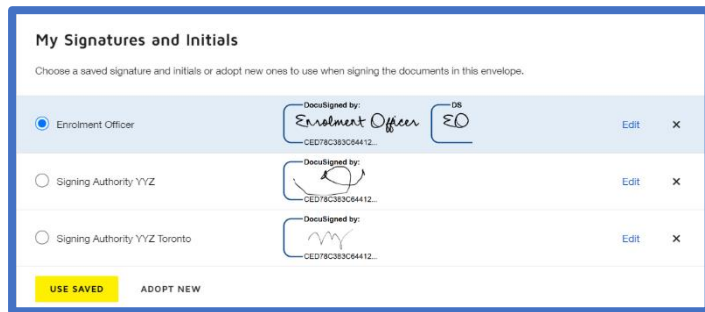 My Signatures and Initials
Choose a saved signature and initials or adopt new ones to use when signing the documents in this envelope.
DocuSigned by: DS
Enrolment Officer Enrolment Officer EO Edit ×
CED78C383C64412...
DocuSigned by:
Signing Authority YYZ Edit ×
CED78C383C64412...
DocuSigned by:
Signing Authority YYZ Toronto Edit ×
CED78C383C64412...
USE SAVED ADOPT NEW